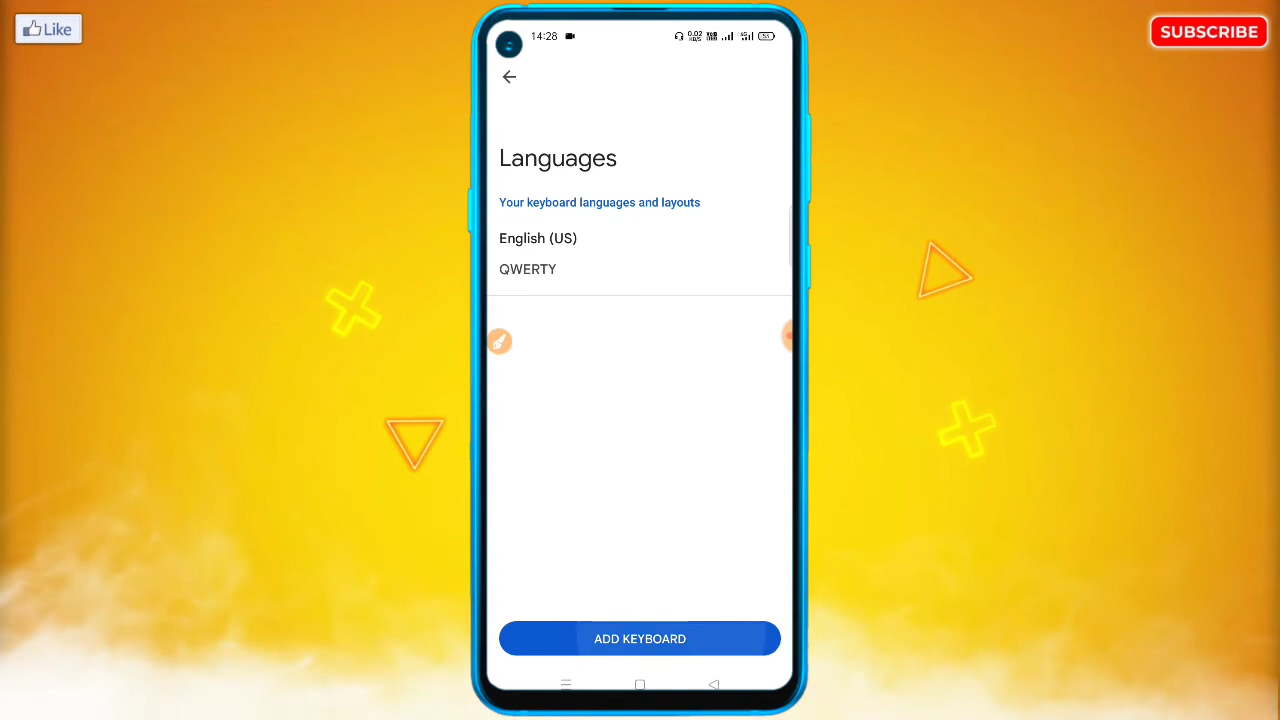 Like
SUBSCRIBE
14:28
Languages
Your keyboard languages and layouts
English (US)
QWERTY
ADD KEYBOARD